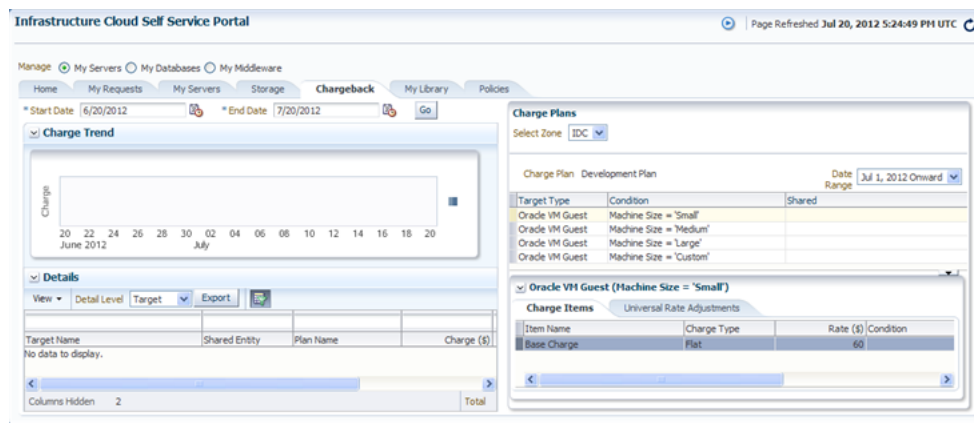 Infrastructure Cloud Self Service Portal
Page Refreshed Jul 20, 2012 5:24:49 PM UTC
Manage My Servers My Databases My Middleware
Home My Requests My Servers Storage Chargeback My Library Policies
* Start Date 6/20/2012 * End Date 7/20/2012 Go
Charge Trend
Charge
20 22 24 26 28 30 02 04 06 08 10 12 14 16 18 20
June 2012 July
Details
View Detail Level Target Export
Target Name Shared Entity Plan Name Charge ($)
No data to display.
Columns Hidden 2 Total
Charge Plans
Select Zone IDC
Charge Plan Development Plan Date Range Jul 1, 2012 Onward
Target Type Condition Shared
Oracle VM Guest Machine Size = 'Small'
Oracle VM Guest Machine Size = 'Medium'
Oracle VM Guest Machine Size = 'Large'
Oracle VM Guest Machine Size = 'Custom'
Oracle VM Guest (Machine Size = 'Small')
Charge Items Universal Rate Adjustments
Item Name Charge Type Rate ($) Condition
Base Charge Flat 60